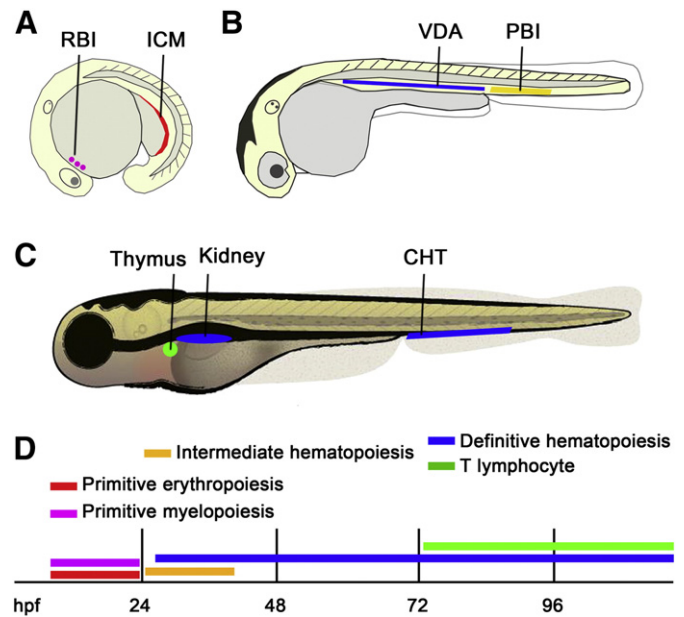 A
RBI ICM
B
VDA PBI
C
Thymus Kidney CHT
D
Intermediate hematopoiesis
Definitive hematopoiesis
T lymphocyte
Primitive erythropoiesis
Primitive myelopoiesis
hpf 24 48 72 96